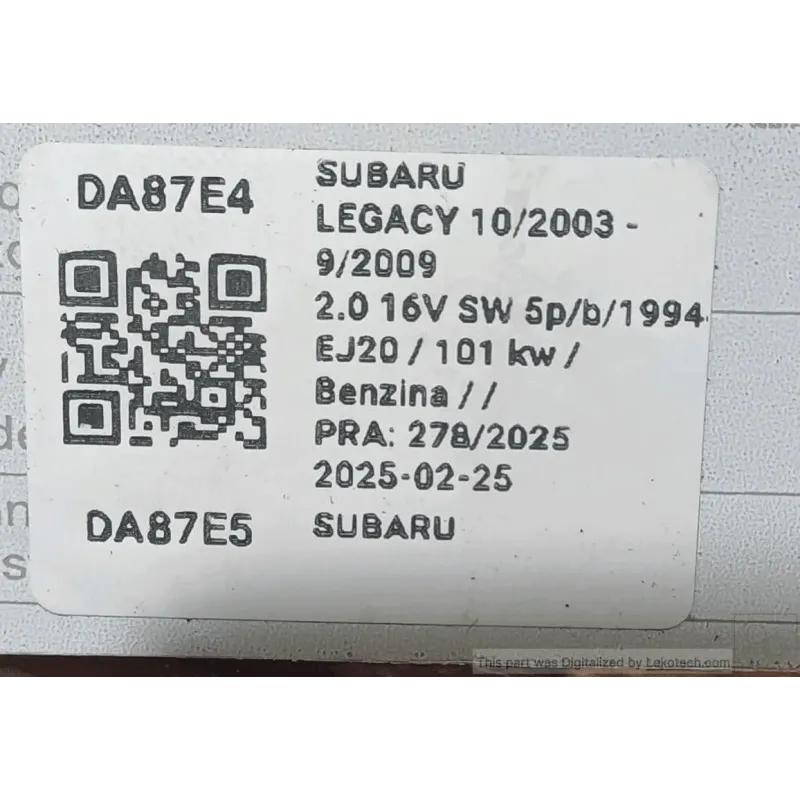 DA87E4
SUBARU
LEGACY 10/2003 -
9/2009
2.0 16V SW 5p/b/1994
EJ20 / 101 kw /
Benzina / /
PRA: 278/2025
2025-02-25
DA87E5
SUBARU
This part was Digitalized by Lekotech.com